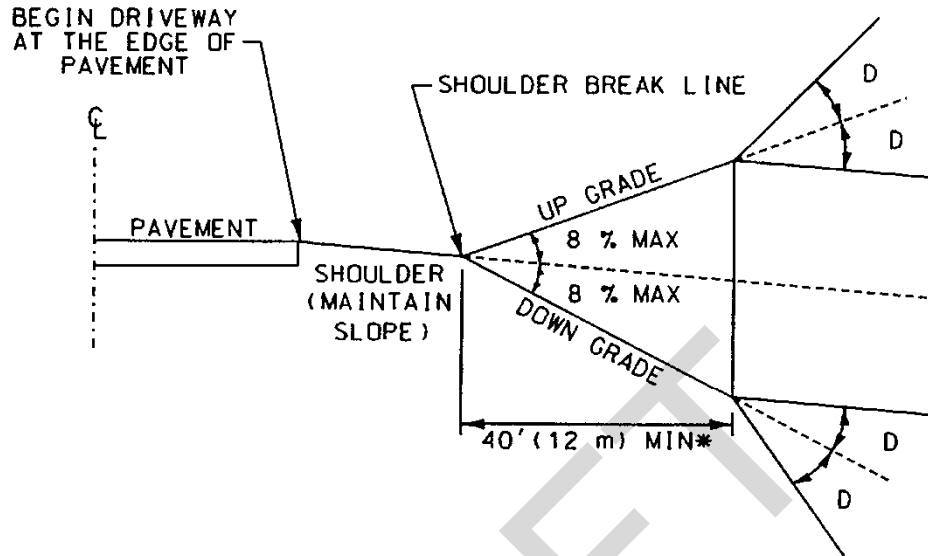 BEGIN DRIVEWAY
AT THE EDGE OF
PAVEMENT
SHOULDER BREAK LINE
D
D
℄
UP GRADE
PAVEMENT
8 % MAX
SHOULDER
(MAINTAIN
SLOPE)
8 % MAX
DOWN GRADE
40'(12 m) MIN*
D
D